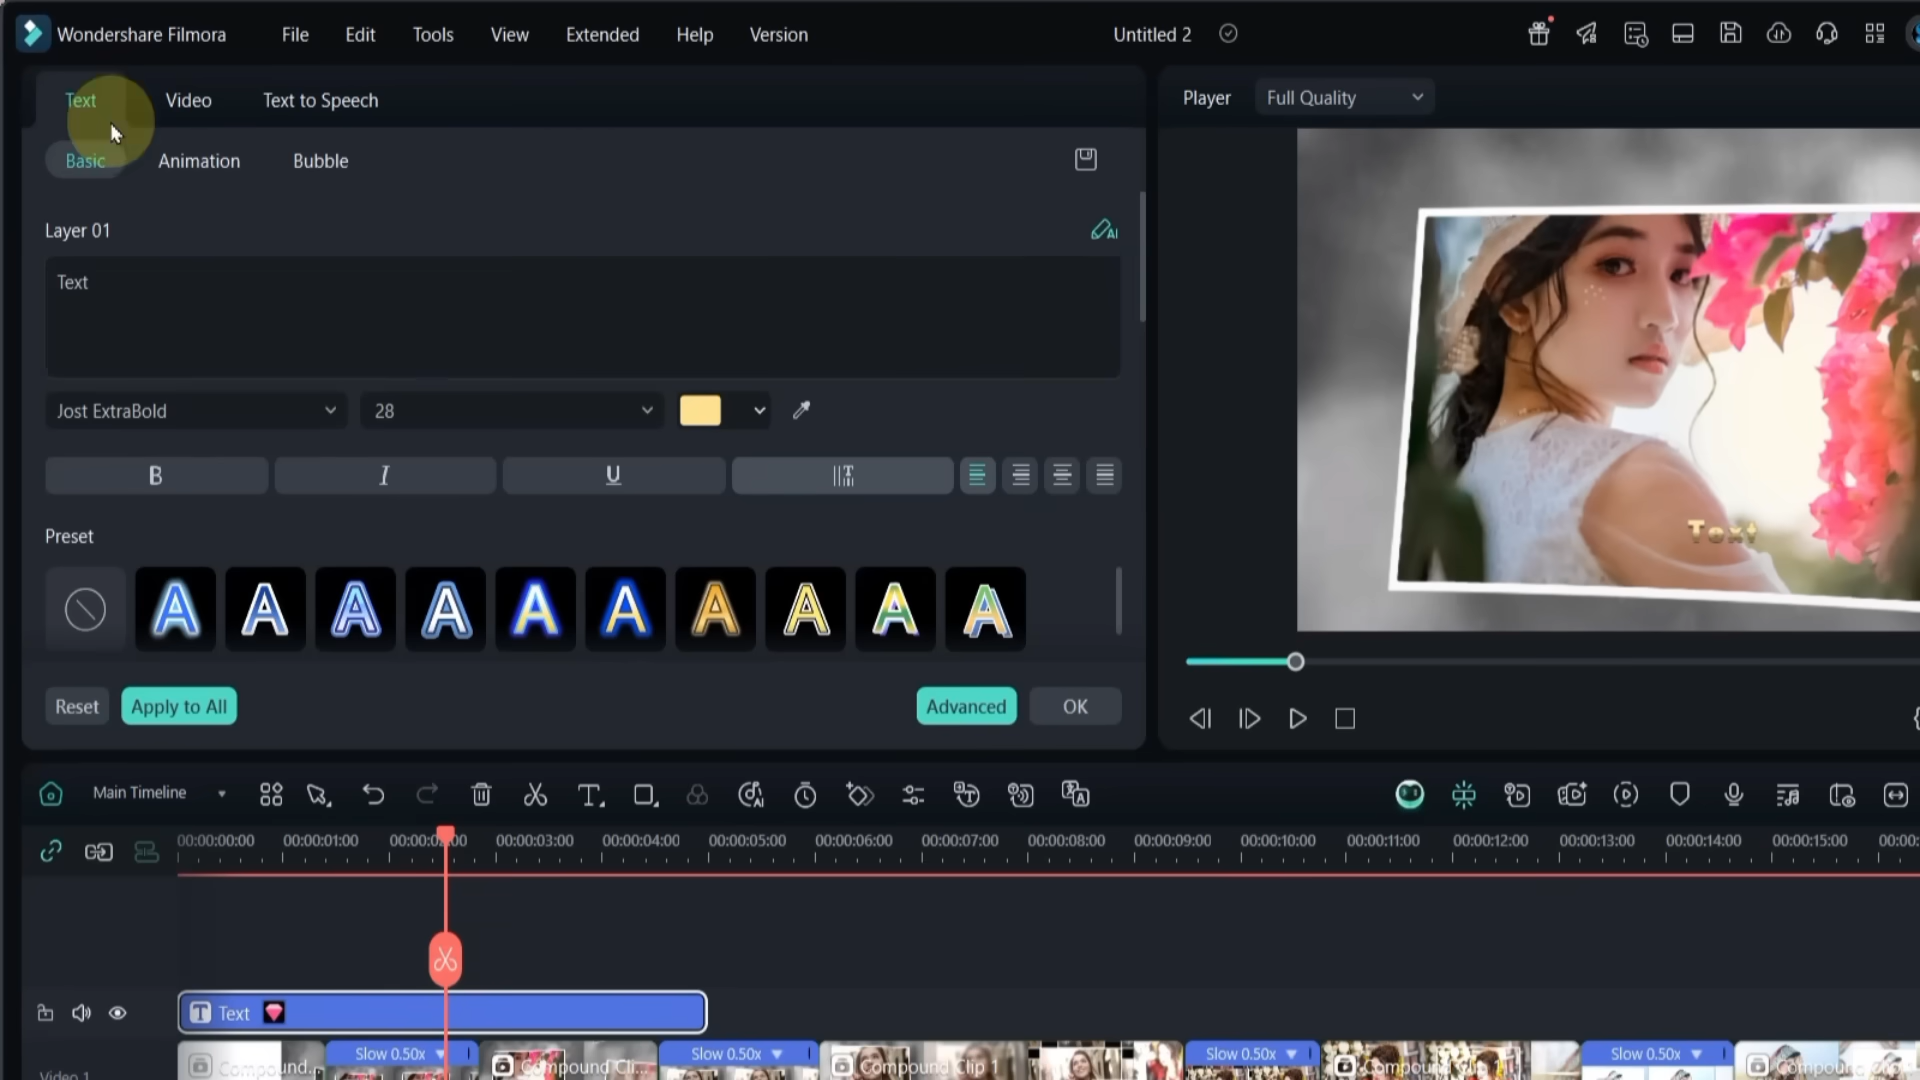 Wondershare Filmora File Edit Tools View Extended Help Version Untitled 2
Text Video Text to Speech
Player Full Quality
Basic Animation Bubble
Layer 01
AI
Text
Jost ExtraBold 28
B I U T
Text
Preset
A A A A A A A A A A
Reset Apply to All Advanced OK
Main Timeline
00:00:00:00 00:00:01:00 00:00:03:00 00:00:04:00 00:00:05:00 00:00:06:00 00:00:07:00 00:00:08:00 00:00:09:00 00:00:10:00 00:00:11:00 00:00:12:00 00:00:13:00 00:00:14:00 00:00:15:00
T Text
Slow 0.50x Slow 0.50x Slow 0.50x Slow 0.50x
Compound Clip 1
Video 1